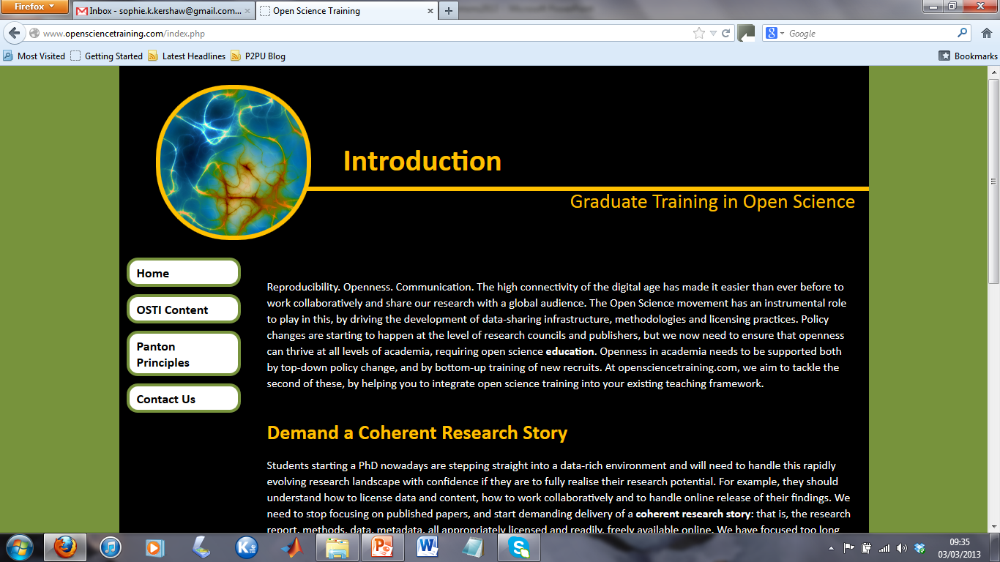 Firefox
Inbox - sophie.k.kershaw@gmail.com...
Open Science Training
www.opensciencetraining.com/index.php
Google
Most Visited
Getting Started
Latest Headlines
P2PU Blog
Bookmarks
Introduction
Graduate Training in Open Science
Home
OSTI Content
Panton
Principles
Contact Us
Reproducibility. Openness. Communication. The high connectivity of the digital age has made it easier than ever before to
work collaboratively and share our research with a global audience. The Open Science movement has an instrumental role
to play in this, by driving the development of data-sharing infrastructure, methodologies and licensing practices. Policy
changes are starting to happen at the level of research councils and publishers, but we now need to ensure that openness
can thrive at all levels of academia, requiring open science education. Openness in academia needs to be supported both
by top-down policy change, and by bottom-up training of new recruits. At opensciencetraining.com, we aim to tackle the
second of these, by helping you to integrate open science training into your existing teaching framework.
Demand a Coherent Research Story
Students starting a PhD nowadays are stepping straight into a data-rich environment and will need to handle this rapidly
evolving research landscape with confidence if they are to fully realise their research potential. For example, they should
understand how to license data and content, how to work collaboratively and to handle online release of their findings. We
need to stop focusing on published papers, and start demanding delivery of a coherent research story: that is, the research
report, methods, data, metadata, all appropriately licensed and readily, freely available online. We have focused too long
09:35
03/03/2013